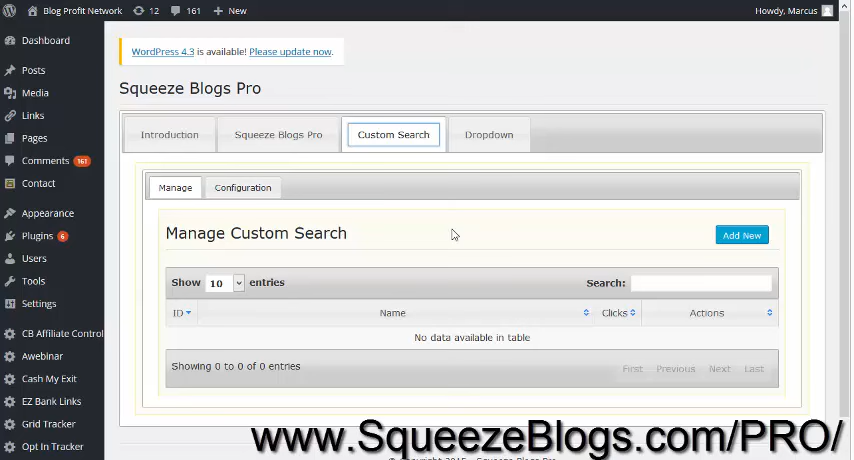 Blog Profit Network 12 161 New Howdy, Marcus
Dashboard
Posts
Media
Links
Pages
Comments 161
Contact
Appearance
Plugins 6
Users
Tools
Settings
CB Affiliate Control
Awebinar
Cash My Exit
EZ Bank Links
Grid Tracker
Opt In Tracker
WordPress 4.3 is available! Please update now.
Squeeze Blogs Pro
Introduction Squeeze Blogs Pro Custom Search Dropdown
Manage Configuration
Manage Custom Search Add New
Show 10 entries Search:
ID Name Clicks Actions
No data available in table
Showing 0 to 0 of 0 entries First Previous Next Last
www.SqueezeBlogs.com/PRO/